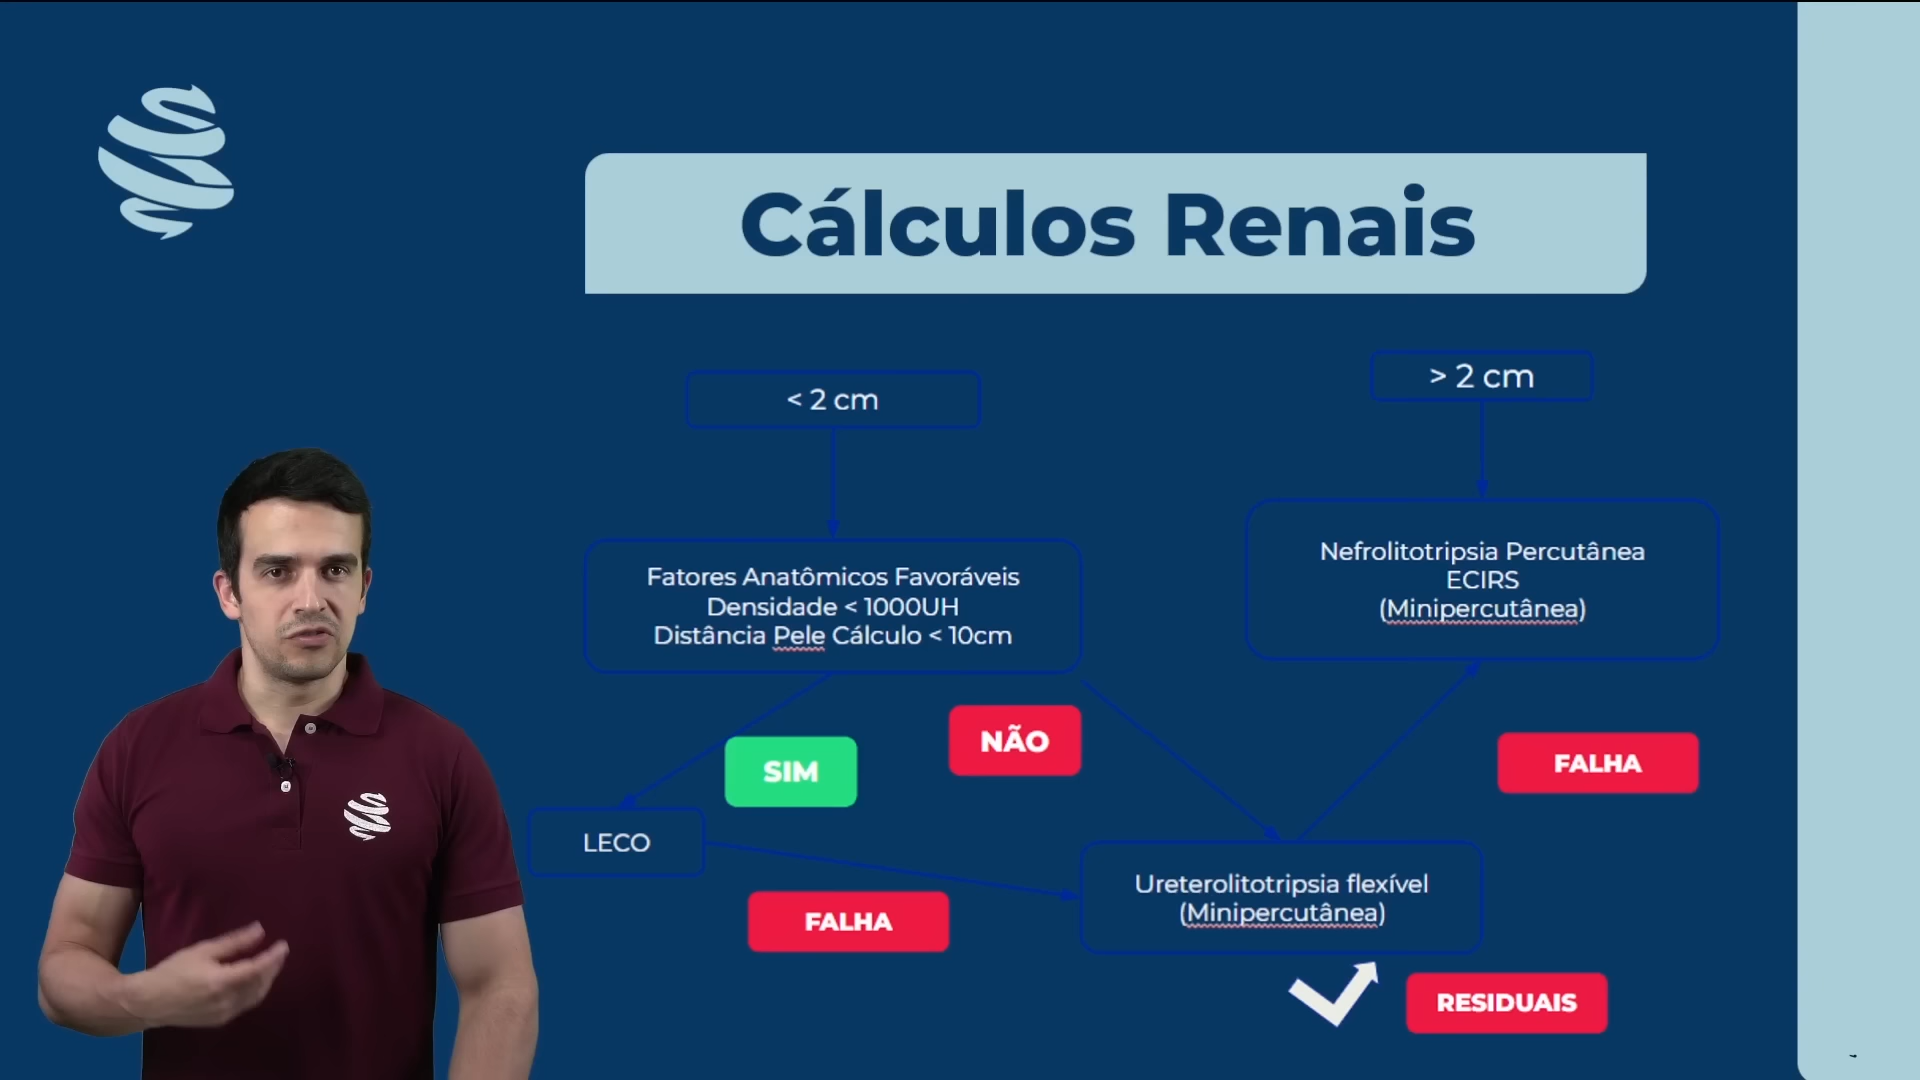 Cálculos Renais
< 2 cm
> 2 cm
Fatores Anatômicos Favoráveis
Densidade < 1000UH
Distância Pele Cálculo < 10cm
Nefrolitotripsia Percutânea
ECIRS
(Minipercutânea)
SIM
NÃO
FALHA
LECO
FALHA
Ureterolitotripsia flexível
(Minipercutânea)
RESIDUAIS